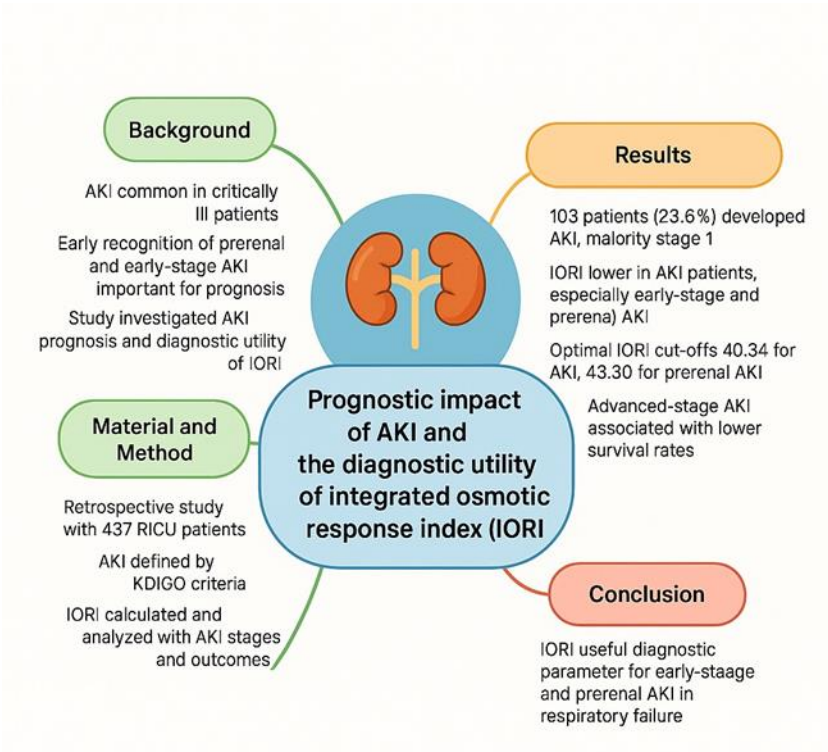 Background
AKI common in critically
Ill patients
Early recognition of prerenal
and early-stage AKI
important for prognosis
Study investigated AKI
prognosis and diagnostic utility
of IORI
Material and
Method
Retrospective study
with 437 RICU patients
AKI defined by
KDIGO criteria
IORI calculated and
analyzed with AKI stages
and outcomes
Prognostic impact
of AKI and
the diagnostic utility
of integrated osmotic
response index (IORI
Results
103 patients (23.6%) developed
AKI, malority stage 1
IORI lower in AKI patients,
especially early-stage and
prerena) AKI
Optimal IORI cut-offs 40.34 for
AKI, 43.30 for prerenal AKI
Advanced-stage AKI
associated with lower
survival rates
Conclusion
IORI useful diagnostic
parameter for early-staage
and prerenal AKI in
respiratory failure